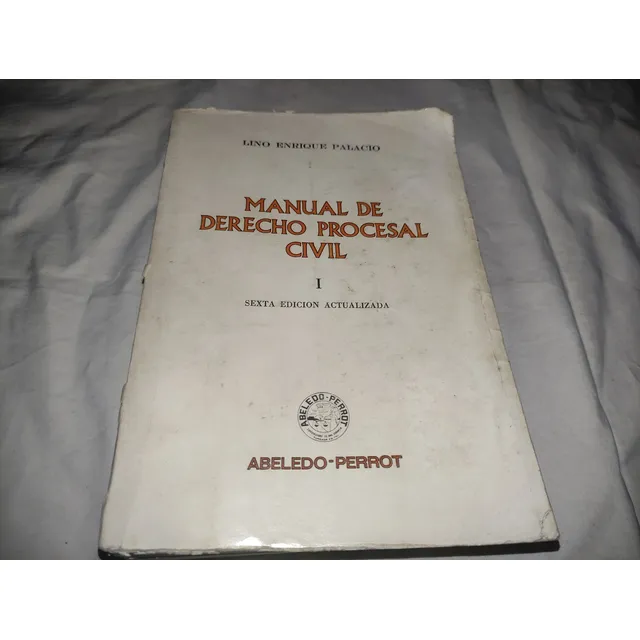 LINO ENRIQUE PALACIO
MANUAL DE
DERECHO PROCESAL
CIVIL
I
SEXTA EDICION ACTUALIZADA
ABELEDO-PERROT
ABELEDO-PERROT